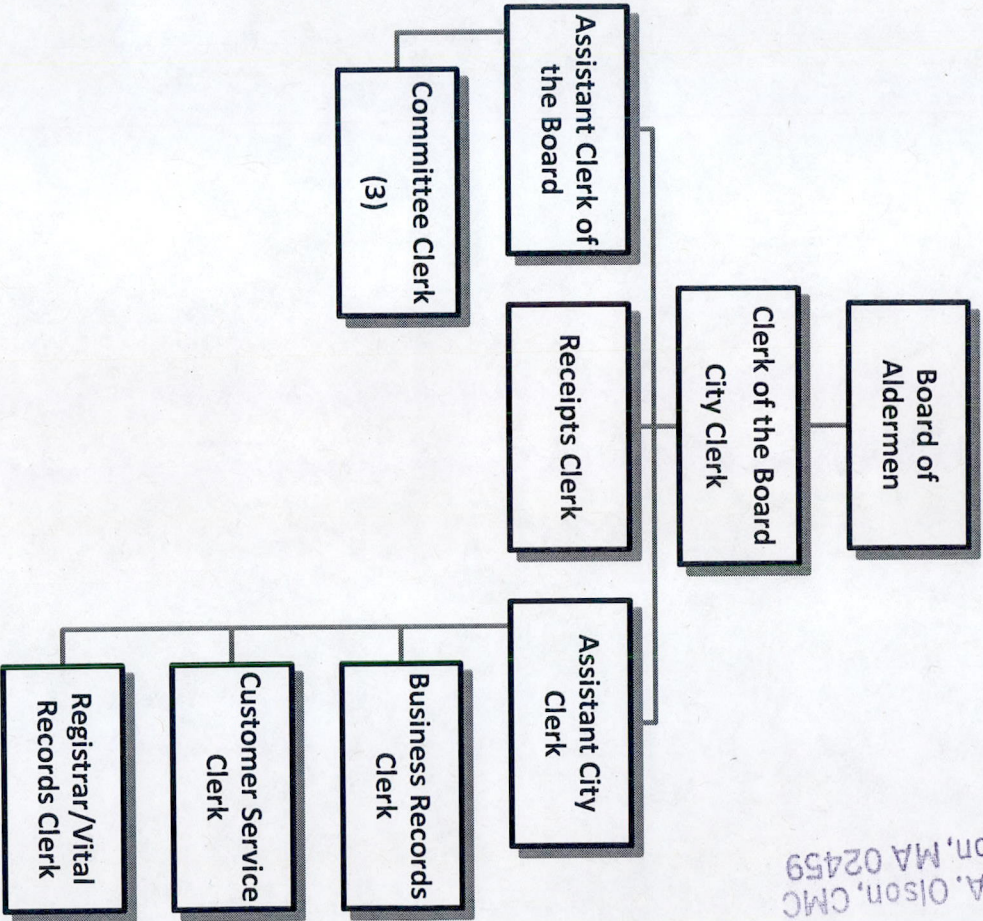 Board of
Aldermen
Clerk of the Board
City Clerk
Assistant Clerk of
the Board
Receipts Clerk
Assistant City
Clerk
Committee Clerk
(3)
Business Records
Clerk
Customer Service
Clerk
Registrar/Vital
Records Clerk
A. Olson, CMC
on, MA 02459